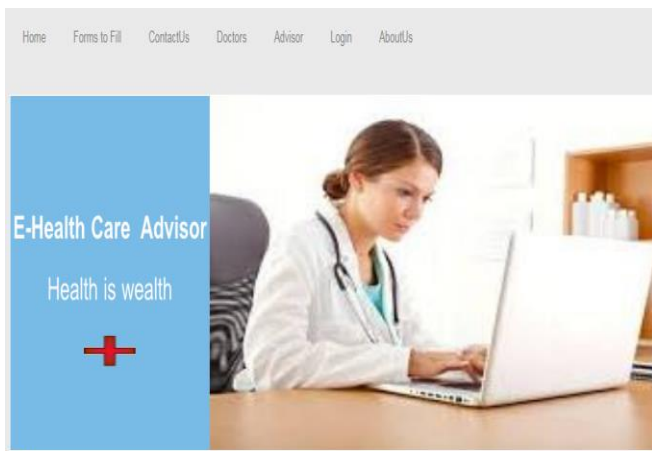 Home Forms to Fill ContactUs Doctors Advisor Login AboutUs
E-Health Care Advisor
Health is wealth